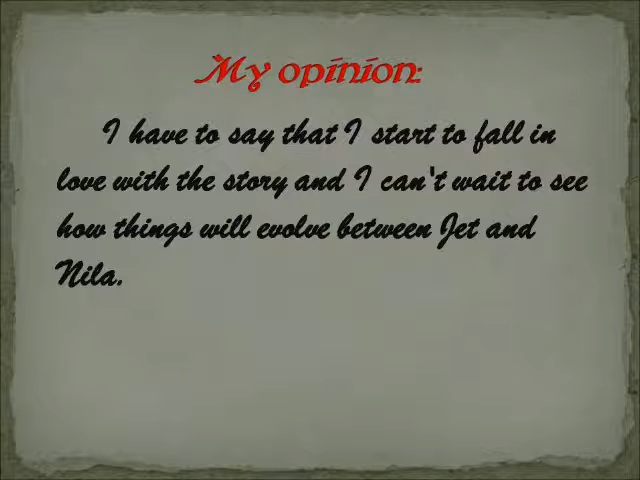 My opinion:
I have to say that I start to fall in
love with the story and I can't wait to see
how things will evolve between Jet and
Nila.